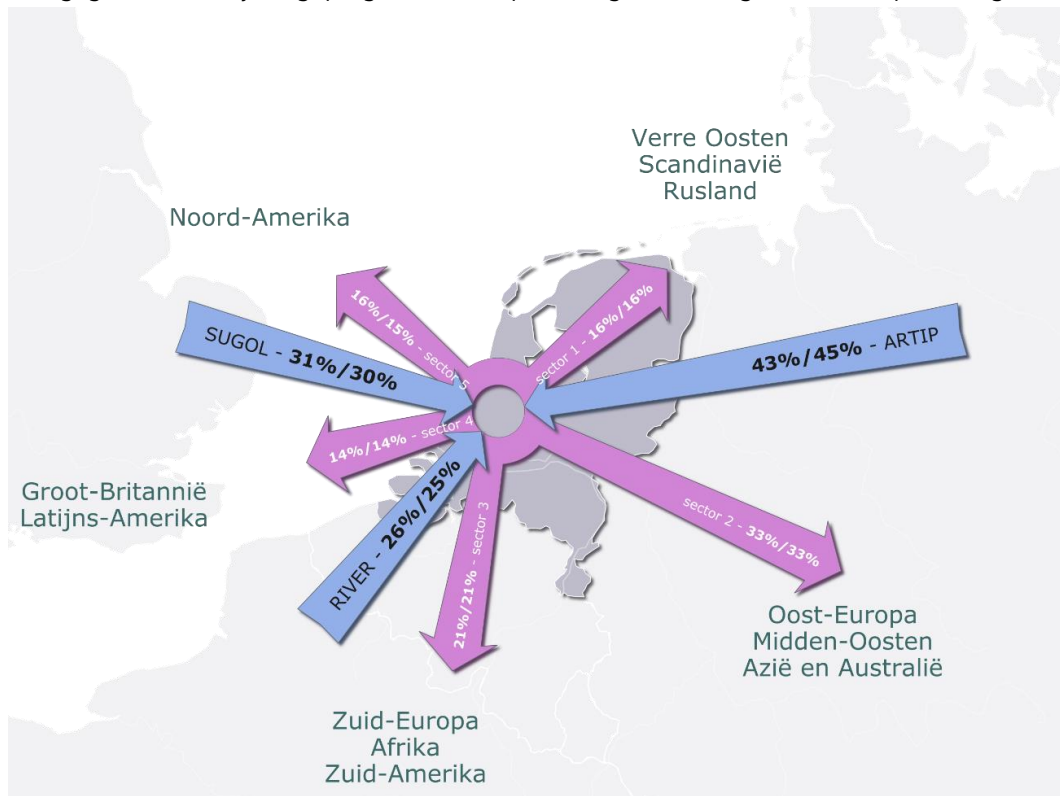 Verre Oosten
Scandinavië
Rusland
Noord-Amerika
16%/15% - sector 5
sector 1 - 16%/16%
SUGOL - 31%/30%
43%/45% - ARTIP
14%/14% - sector 4
Groot-Britannië
Latijns-Amerika
RIVER - 26%/25%
21%/21% - sector 3
sector 2 - 33%/33%
Oost-Europa
Midden-Oosten
Azië en Australië
Zuid-Europa
Afrika
Zuid-Amerika